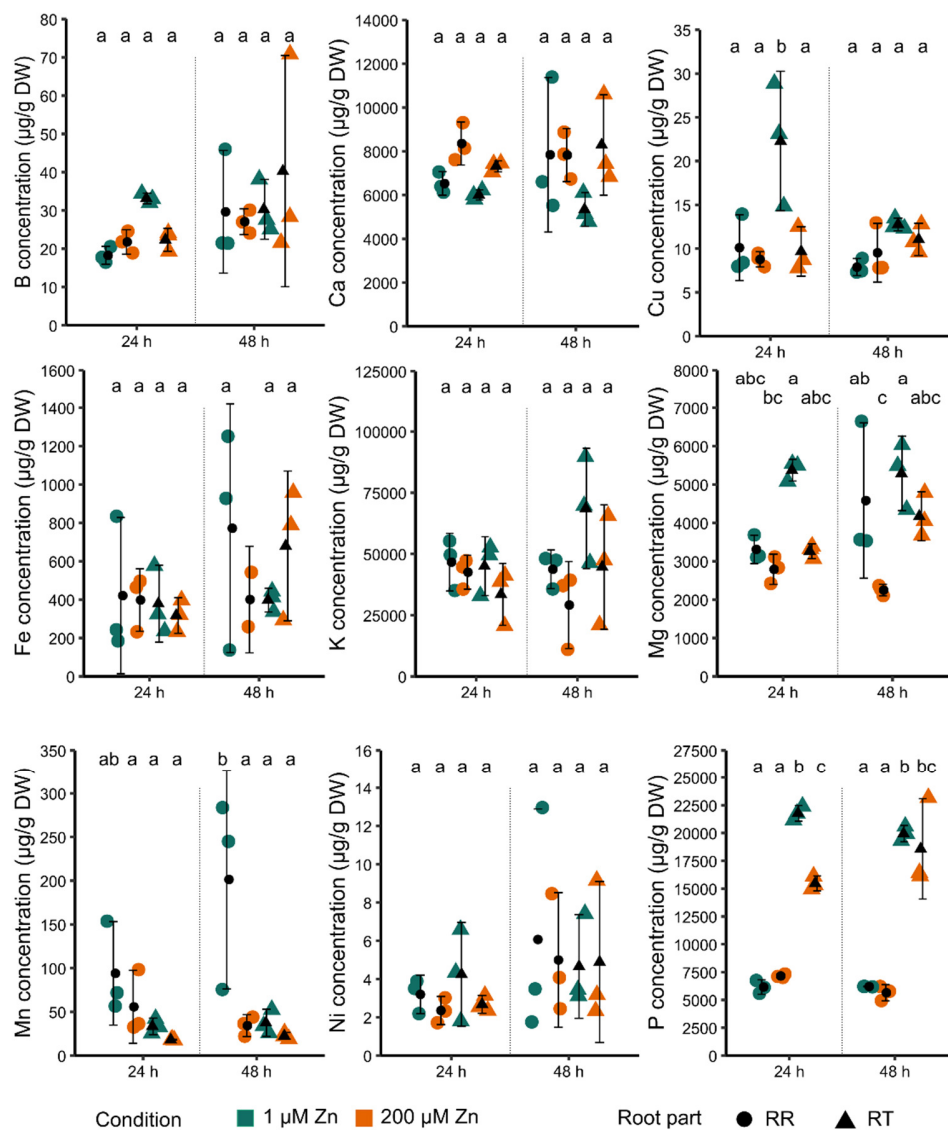 B concentration (µg/g DW)
80
70
60
50
40
30
20
10
0
a a a a a a a a
24 h 48 h
Ca concentration (µg/g DW)
14000
12000
10000
8000
6000
4000
2000
0
a a a a a a a a
24 h 48 h
Cu concentration (µg/g DW)
35
30
25
20
15
10
5
0
a a b a a a a a
24 h 48 h
Fe concentration (µg/g DW)
1600
1400
1200
1000
800
600
400
200
0
a a a a a a a
24 h 48 h
K concentration (µg/g DW)
125000
100000
75000
50000
25000
0
a a a a a a a a
24 h 48 h
Mg concentration (µg/g DW)
8000
7000
6000
5000
4000
3000
2000
1000
0
abc a ab a
bc abc c abc
24 h 48 h
Mn concentration (µg/g DW)
350
300
250
200
150
100
50
0
ab a a a b a a a
24 h 48 h
Ni concentration (µg/g DW)
16
14
12
10
8
6
4
2
0
a a a a a a a a
24 h 48 h
P concentration (µg/g DW)
27500
25000
22500
20000
17500
15000
12500
10000
7500
5000
2500
0
a a b c a a b bc
24 h 48 h
Condition 1 µM Zn 200 µM Zn Root part RR RT